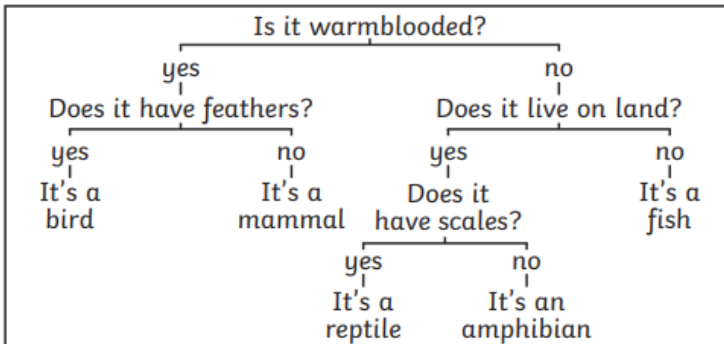 Is it warmblooded?
yes
no
Does it have feathers?
Does it live on land?
yes
no
yes
no
It's a
bird
It's a
mammal
Does it
have scales?
It's a
fish
yes
no
It's a
reptile
It's an
amphibian